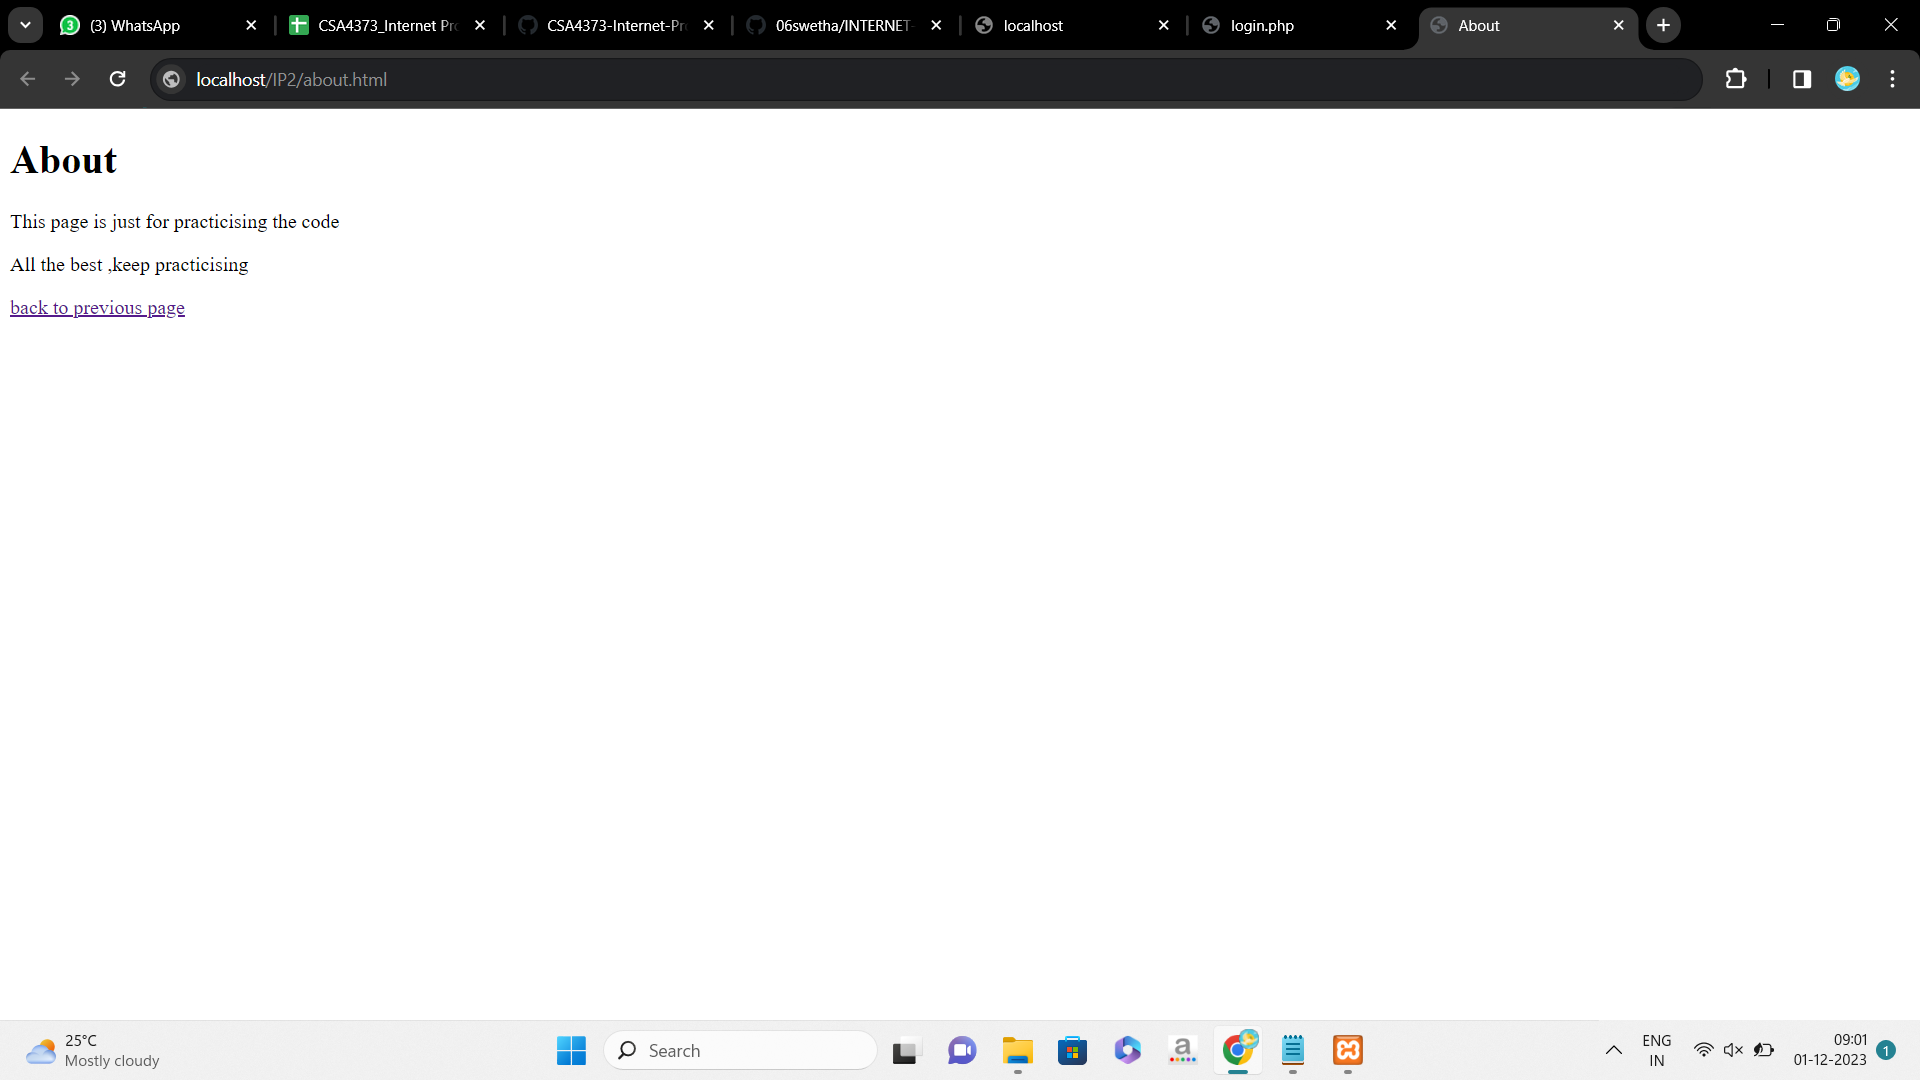 3 (3) WhatsApp
CSA4373_Internet Pro
CSA4373-Internet-Pr
06swetha/INTERNET-
localhost
login.php
About
localhost/IP2/about.html
About
This page is just for practicising the code
All the best ,keep practicising
back to previous page
25°C
Mostly cloudy
Search
a
ENG
IN
09:01
01-12-2023
1